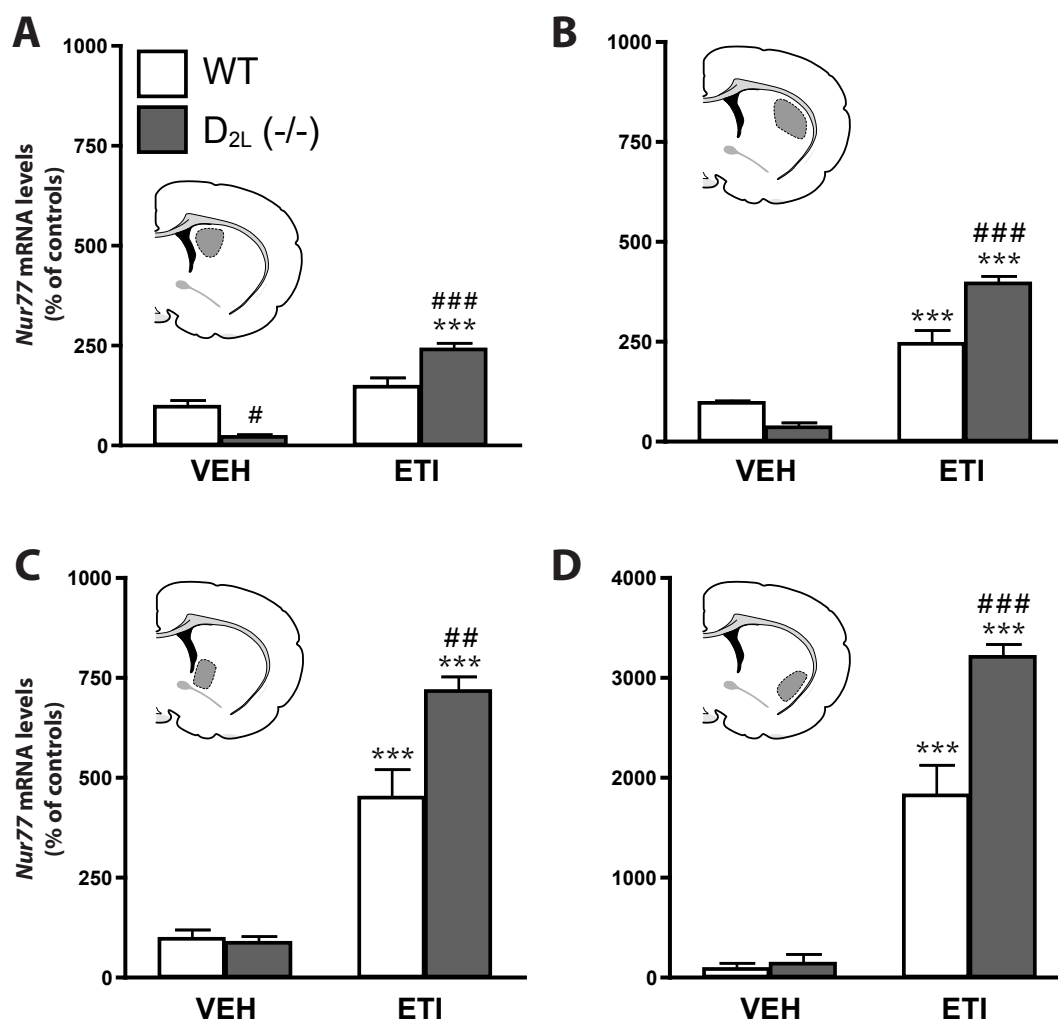 A
1000
750
500
250
0
Nur77 mRNA levels
(% of controls)
WT
D2L (-/-)
#
###
***
VEH
ETI
B
1000
750
500
250
0
***
###
***
VEH
ETI
C
1000
750
500
250
0
Nur77 mRNA levels
(% of controls)
***
##
***
VEH
ETI
D
4000
3000
2000
1000
0
***
###
***
VEH
ETI